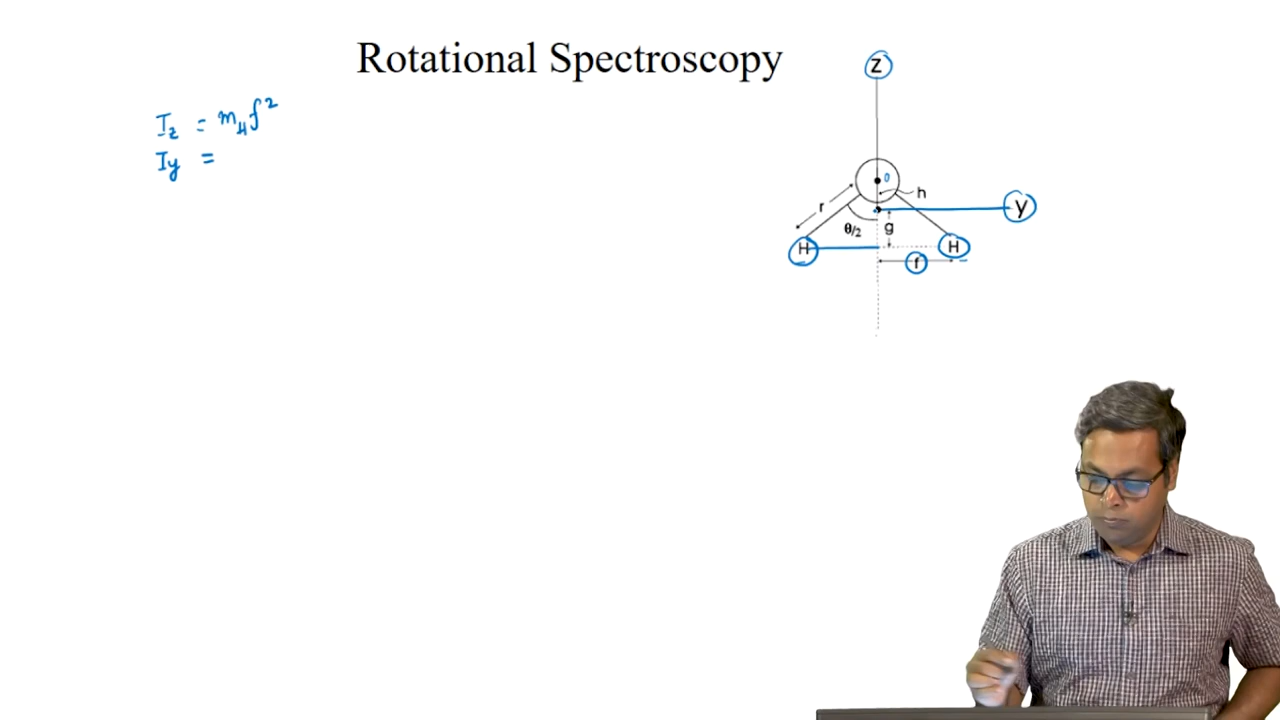 Rotational Spectroscopy
I_z = m_H f^2
I_y =
Z
O
h
r
y
θ/2
g
H
H
f